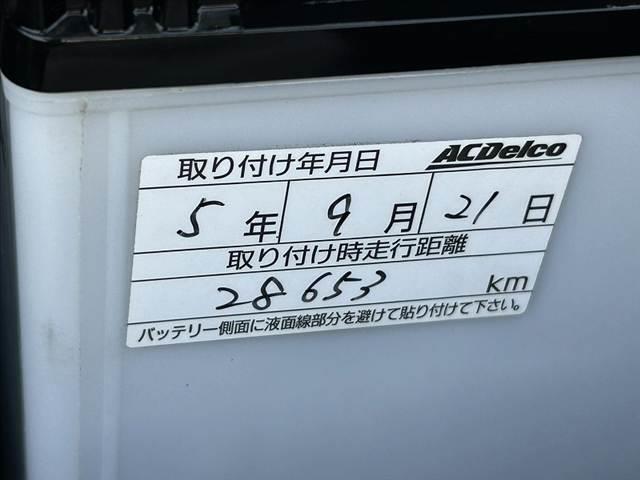 取り付け年月日 ACDelco
5年 9月 21日
取り付け時走行距離
28653 km
バッテリー側面に液面線部分を避けて貼り付けて下さい。